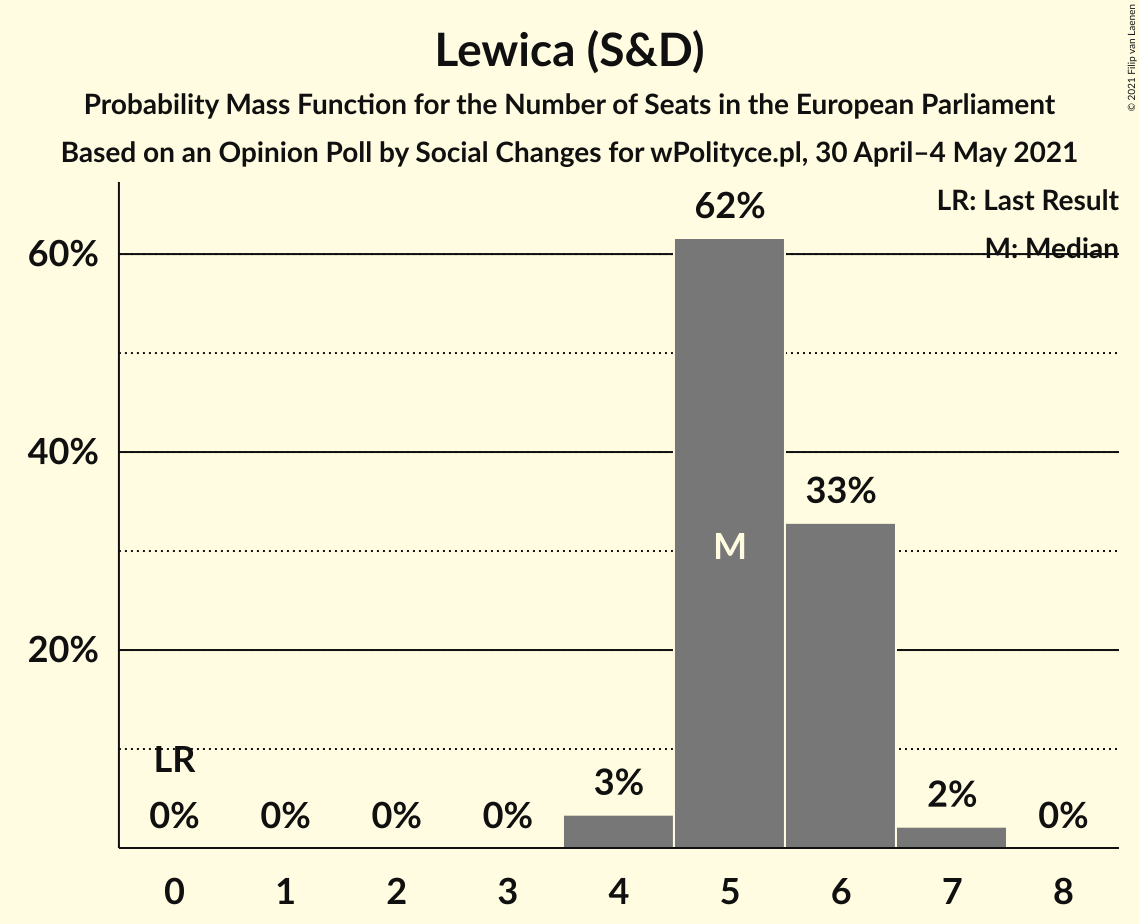 Lewica (S&D)
Probability Mass Function for the Number of Seats in the European Parliament
Based on an Opinion Poll by Social Changes for wPolityce.pl, 30 April–4 May 2021
© 2021 Filip van Laenen
LR: Last Result
M: Median
60%
40%
20%
62%
33%
M
LR
0%
0%
0%
0%
3%
2%
0%
0
1
2
3
4
5
6
7
8